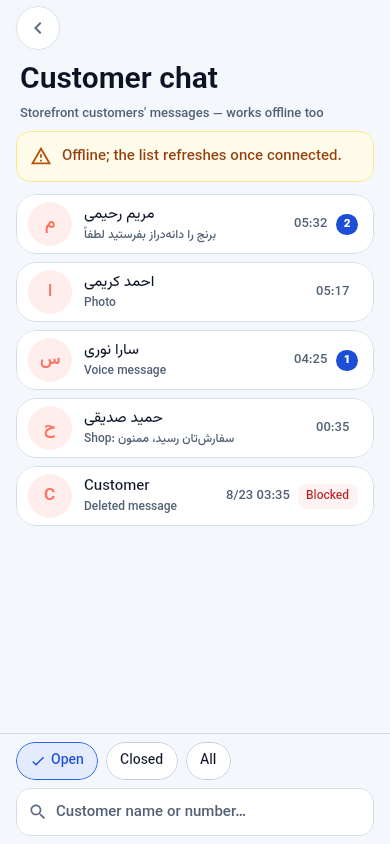 Customer chat
Storefront customers' messages — works offline too
Offline; the list refreshes once connected.
م
مریم رحیمی
برنج را دانه‌دراز بفرستید لطفاً
05:32
2
ا
احمد کریمی
Photo
05:17
س
سارا نوری
Voice message
04:25
1
ح
حمید صدیقی
Shop: سفارش‌تان رسید، ممنون
00:35
C
Customer
Deleted message
8/23 03:35
Blocked
Open
Closed
All
Customer name or number…